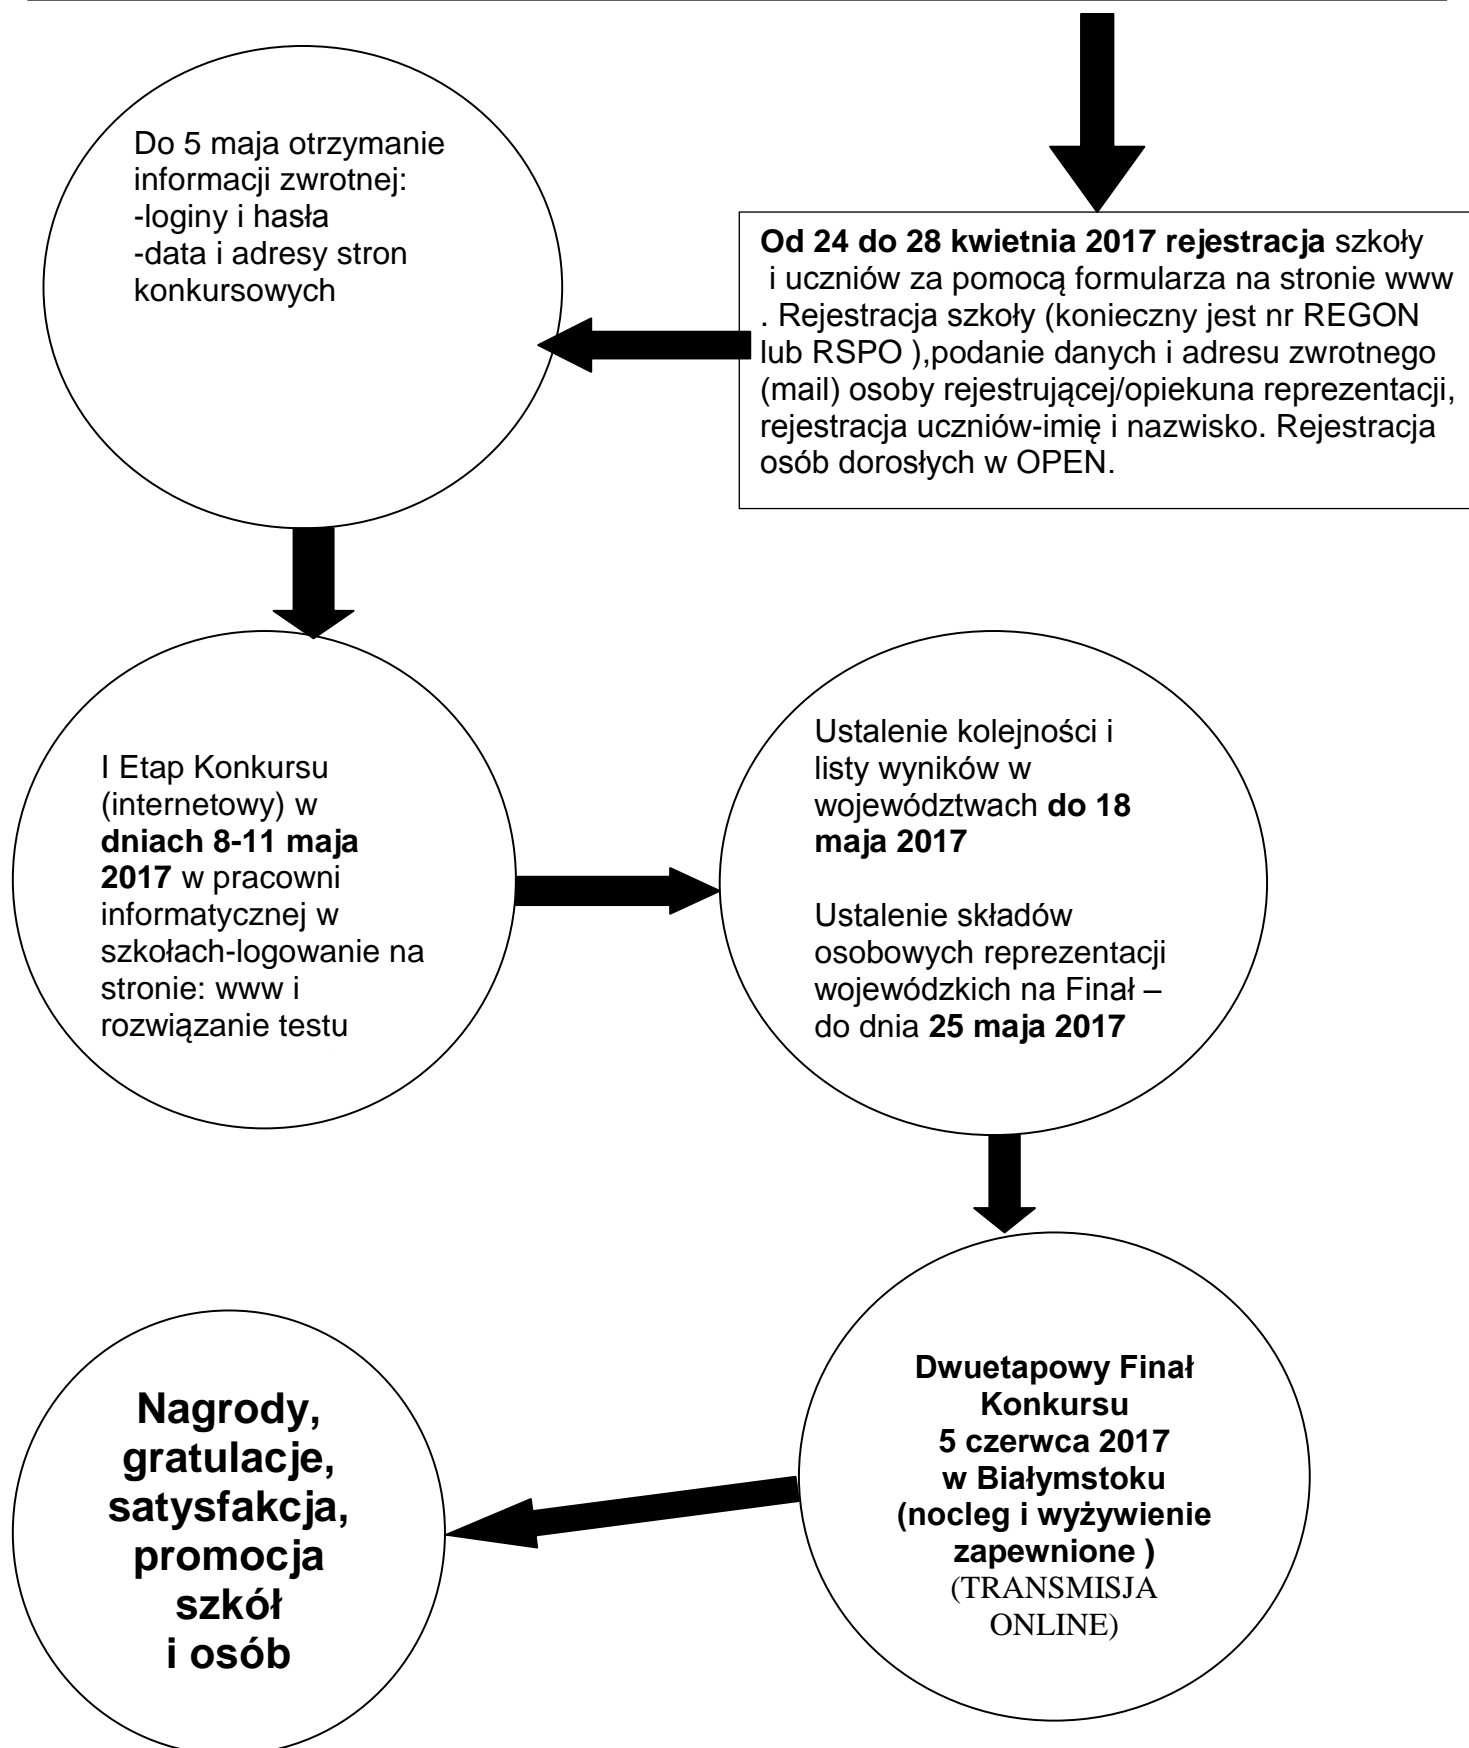 Od 24 do 28 kwietnia 2017 rejestracja szkoły
i uczniów za pomocą formularza na stronie www
. Rejestracja szkoły (konieczny jest nr REGON
lub RSPO ),podanie danych i adresu zwrotnego
(mail) osoby rejestrującej/opiekuna reprezentacji,
rejestracja uczniów-imię i nazwisko. Rejestracja
osób dorosłych w OPEN.
Do 5 maja otrzymanie
informacji zwrotnej:
-loginy i hasła
-data i adresy stron
konkursowych
I Etap Konkursu
(internetowy) w
dniach 8-11 maja
2017 w pracowni
informatycznej w
szkołach-logowanie na
stronie: www i
rozwiązanie testu
Ustalenie kolejności i
listy wyników w
województwach do 18
maja 2017
Ustalenie składów
osobowych reprezentacji
wojewódzkich na Finał –
do dnia 25 maja 2017
Dwuetapowy Finał
Konkursu
5 czerwca 2017
w Białymstoku
(nocleg i wyżywienie
zapewnione )
(TRANSMISJA
ONLINE)
Nagrody,
gratulacje,
satysfakcja,
promocja
szkół
i osób